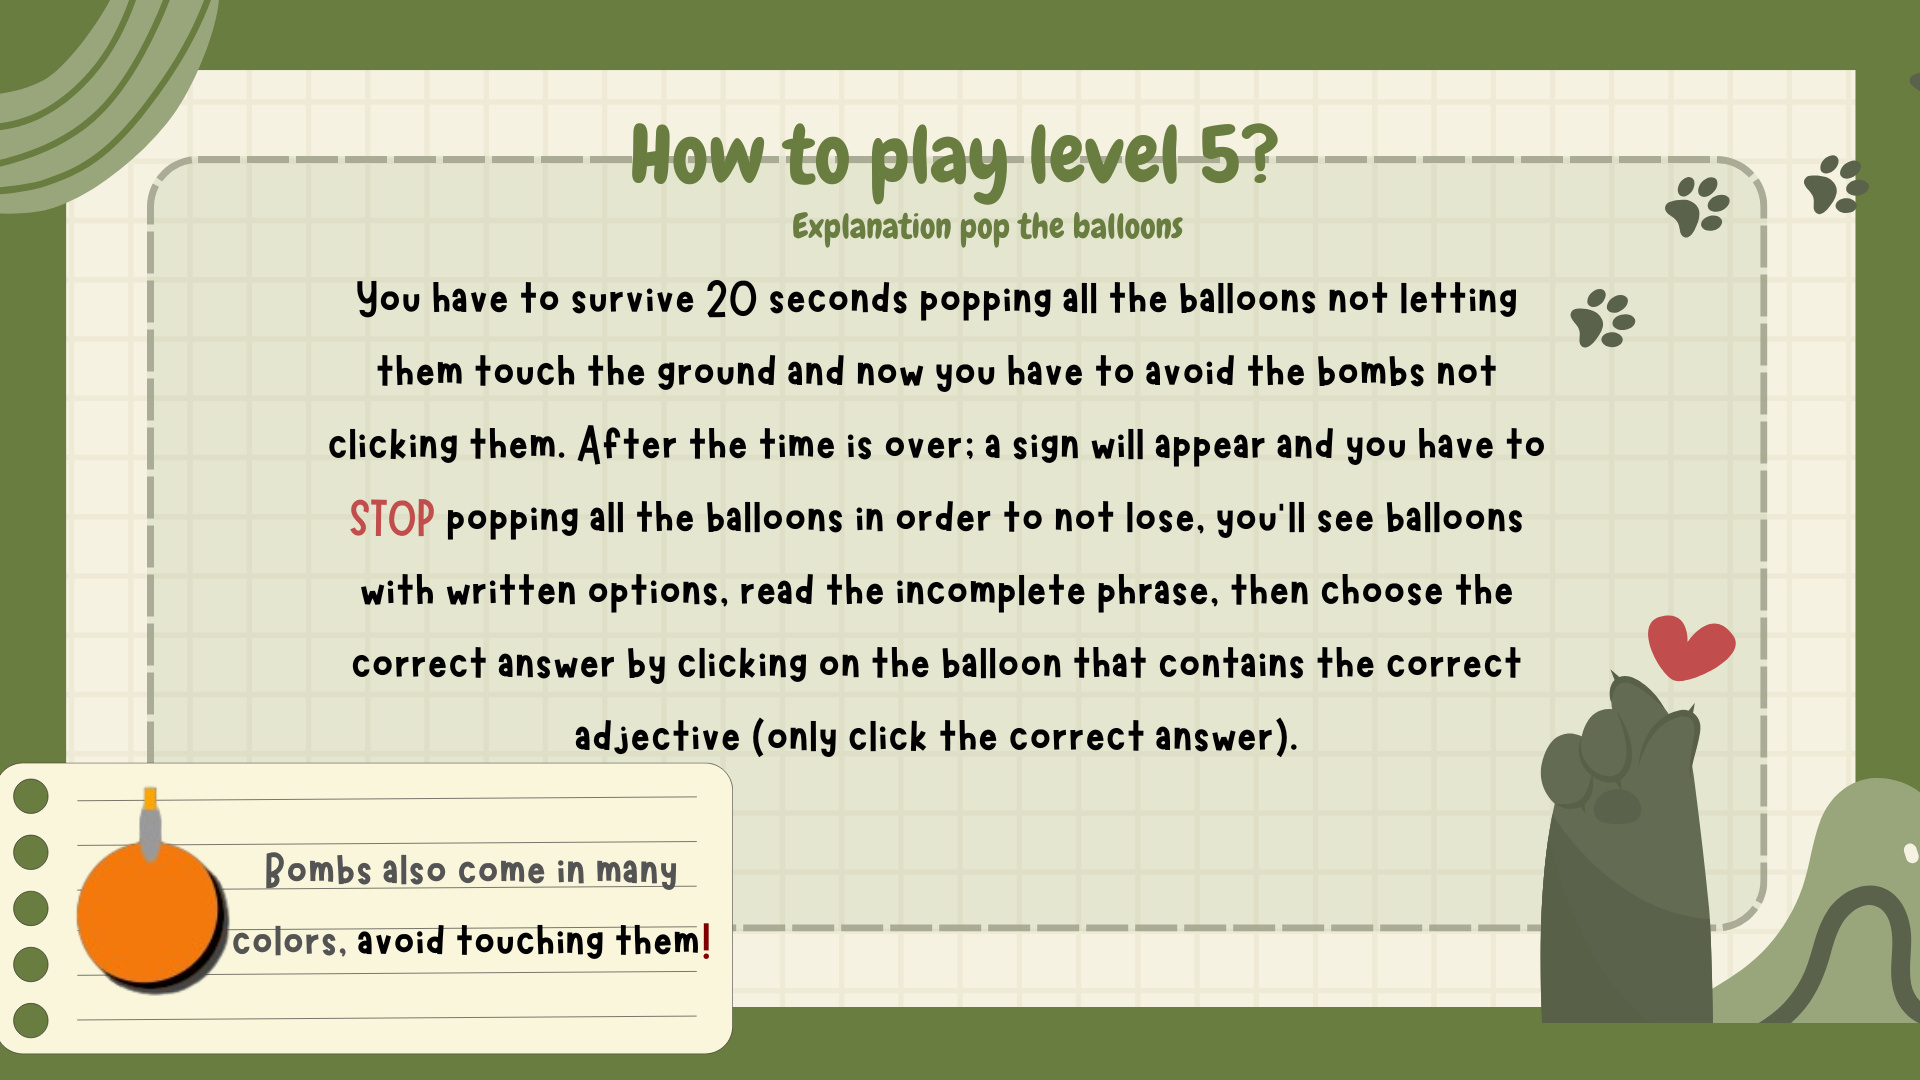 How to play level 5?
Explanation pop the balloons
You have to survive 20 seconds popping all the balloons not letting
them touch the ground and now you have to avoid the bombs not
clicking them. After the time is over; a sign will appear and you have to
STOP popping all the balloons in order to not lose, you'll see balloons
with written options, read the incomplete phrase, then choose the
correct answer by clicking on the balloon that contains the correct
adjective (only click the correct answer).
Bombs also come in many
colors, avoid touching them!